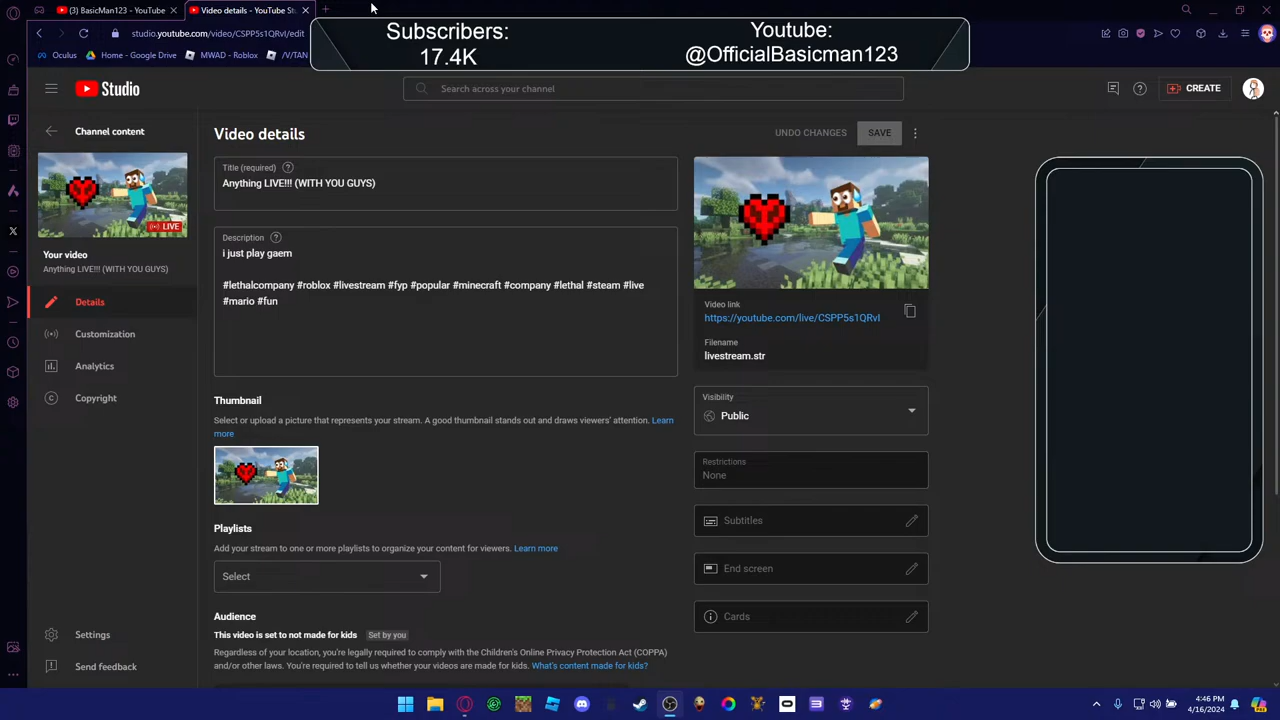 (3) BasicMan123 - YouTube
Video details - YouTube St
studio.youtube.com/video/CSPP5s1QRvI/edit
Oculus
Home - Roblox
MWAD - Roblox
/V/TAN
Subscribers:
17.4K
Youtube:
@OfficialBasicman123
Studio
Search across your channel
CREATE
Channel content
LIVE
Your video
Anything LIVE!!! (WITH YOU GUYS)
Details
Customization
Analytics
Copyright
Settings
Send feedback
Video details
UNDO CHANGES
SAVE
Title (required)
Anything LIVE!!! (WITH YOU GUYS)
Description
i just play gaem
#lethalcompany #roblox #livestream #fyp #popular #minecraft #company #lethal #steam #live
#mario #fun
Thumbnail
Select or upload a picture that represents your stream. A good thumbnail stands out and draws viewers' attention. Learn
more
Playlists
Add your stream to one or more playlists to organize your content for viewers. Learn more
Select
Audience
This video is set to not made for kids Set by you
Regardless of your location, you're legally required to comply with the Children's Online Privacy Protection Act (COPPA)
and/or other laws. You're required to tell us whether your videos are made for kids. What's content made for kids?
Video link
https://youtube.com/live/CSPP5s1QRvI
Filename
livestream.str
Visibility
Public
Restrictions
None
Subtitles
End screen
Cards
4:46 PM
4/16/2024